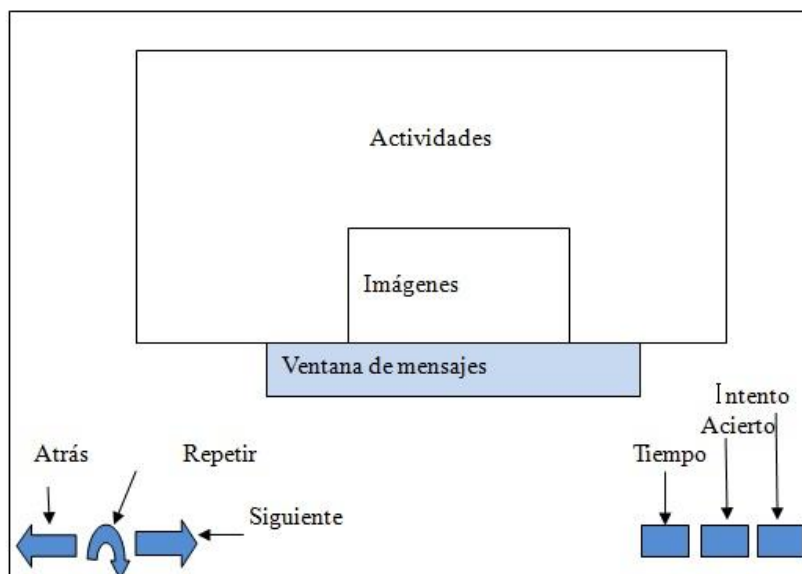 Actividades
Imágenes
Ventana de mensajes
Intento
Acierto
Atrás
Repetir
Tiempo
Siguiente